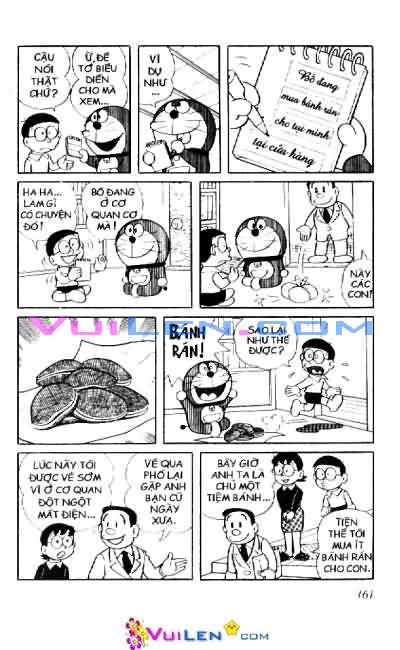 CẬU
NÓI
THẬT
CHỨ?
Ừ, ĐỂ
TỚ BIỂU
DIỄN
CHO MÀ
XEM...
VÍ
DỤ
NHƯ
...
Bố đang
mua bánh rán
cho tụi mình
tại cửa hàng
HA HA...
LÀM GÌ
CÓ CHUYỆN
ĐÓ!
BỐ ĐANG
Ở CƠ
QUAN CƠ
MÀ!
NÀY
CÁC
CON!
VUILEN.COM
BÁNH
RÁN!
SAO LẠI
NHƯ THẾ
ĐƯỢC?
LÚC NÃY TÔI
ĐƯỢC VỀ SỚM
VÌ Ở CƠ QUAN
ĐỘT NGỘT
MẤT ĐIỆN...
VỀ QUA
PHỐ LẠI
GẶP ANH
BẠN CŨ
NGÀY
XƯA.
BÂY GIỜ
ANH TA LÀ
CHỦ MỘT
TIỆM BÁNH...
TIỆN
THỂ TÔI
MUA ÍT
BÁNH RÁN
CHO CON.
161
VUILEN.COM